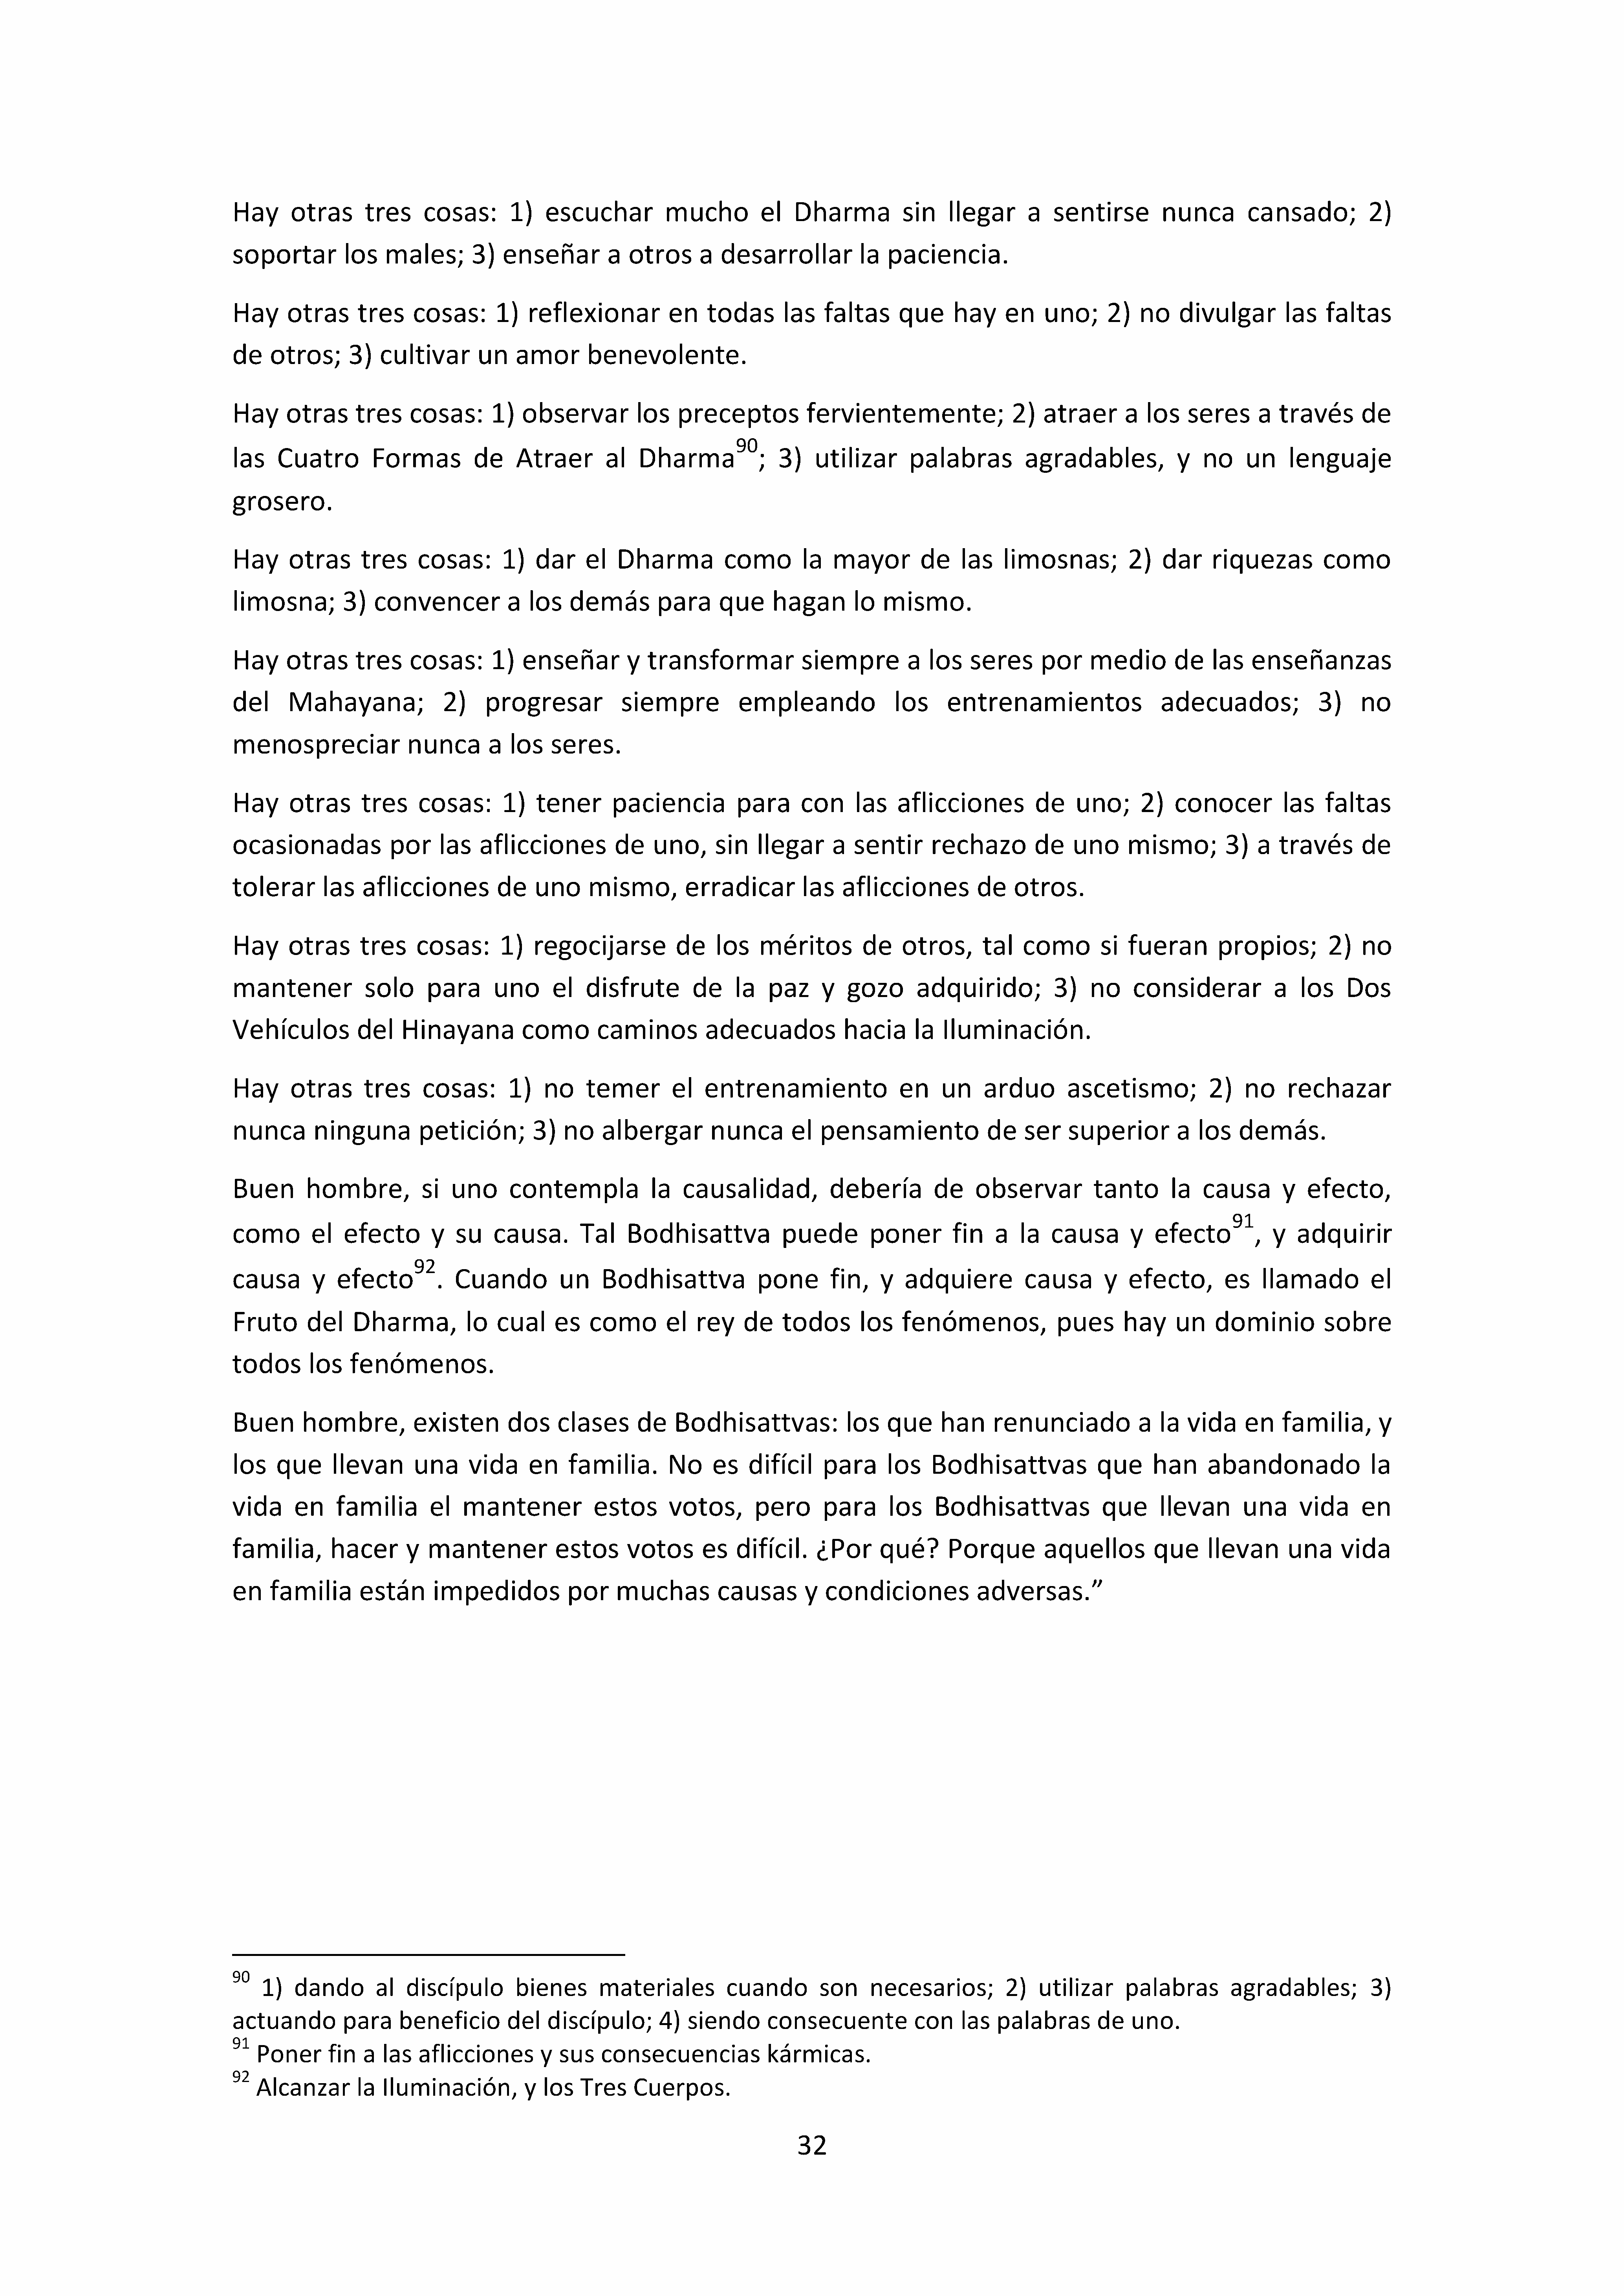 Hay otras tres cosas: 1) escuchar mucho el Dharma sin llegar a sentirse nunca cansado; 2)
soportar los males; 3) enseñar a otros a desarrollar la paciencia.
Hay otras tres cosas: 1) reflexionar en todas las faltas que hay en uno; 2) no divulgar las faltas
de otros; 3) cultivar un amor benevolente.
Hay otras tres cosas: 1) observar los preceptos fervientemente; 2) atraer a los seres a través de
las Cuatro Formas de Atraer al Dharma90; 3) utilizar palabras agradables, y no un lenguaje
grosero.
Hay otras tres cosas: 1) dar el Dharma como la mayor de las limosnas; 2) dar riquezas como
limosna; 3) convencer a los demás para que hagan lo mismo.
Hay otras tres cosas: 1) enseñar y transformar siempre a los seres por medio de las enseñanzas
del Mahayana; 2) progresar siempre empleando los entrenamientos adecuados; 3) no
menospreciar nunca a los seres.
Hay otras tres cosas: 1) tener paciencia para con las aflicciones de uno; 2) conocer las faltas
ocasionadas por las aflicciones de uno, sin llegar a sentir rechazo de uno mismo; 3) a través de
tolerar las aflicciones de uno mismo, erradicar las aflicciones de otros.
Hay otras tres cosas: 1) regocijarse de los méritos de otros, tal como si fueran propios; 2) no
mantener solo para uno el disfrute de la paz y gozo adquirido; 3) no considerar a los Dos
Vehículos del Hinayana como caminos adecuados hacia la Iluminación.
Hay otras tres cosas: 1) no temer el entrenamiento en un arduo ascetismo; 2) no rechazar
nunca ninguna petición; 3) no albergar nunca el pensamiento de ser superior a los demás.
Buen hombre, si uno contempla la causalidad, debería de observar tanto la causa y efecto,
como el efecto y su causa. Tal Bodhisattva puede poner fin a la causa y efecto91, y adquirir
causa y efecto92. Cuando un Bodhisattva pone fin, y adquiere causa y efecto, es llamado el
Fruto del Dharma, lo cual es como el rey de todos los fenómenos, pues hay un dominio sobre
todos los fenómenos.
Buen hombre, existen dos clases de Bodhisattvas: los que han renunciado a la vida en familia, y
los que llevan una vida en familia. No es difícil para los Bodhisattvas que han abandonado la
vida en familia el mantener estos votos, pero para los Bodhisattvas que llevan una vida en
familia, hacer y mantener estos votos es difícil. ¿Por qué? Porque aquellos que llevan una vida
en familia están impedidos por muchas causas y condiciones adversas.”
90 1) dando al discípulo bienes materiales cuando son necesarios; 2) utilizar palabras agradables; 3)
actuando para beneficio del discípulo; 4) siendo consecuente con las palabras de uno.
91 Poner fin a las aflicciones y sus consecuencias kármicas.
92 Alcanzar la Iluminación, y los Tres Cuerpos.
32